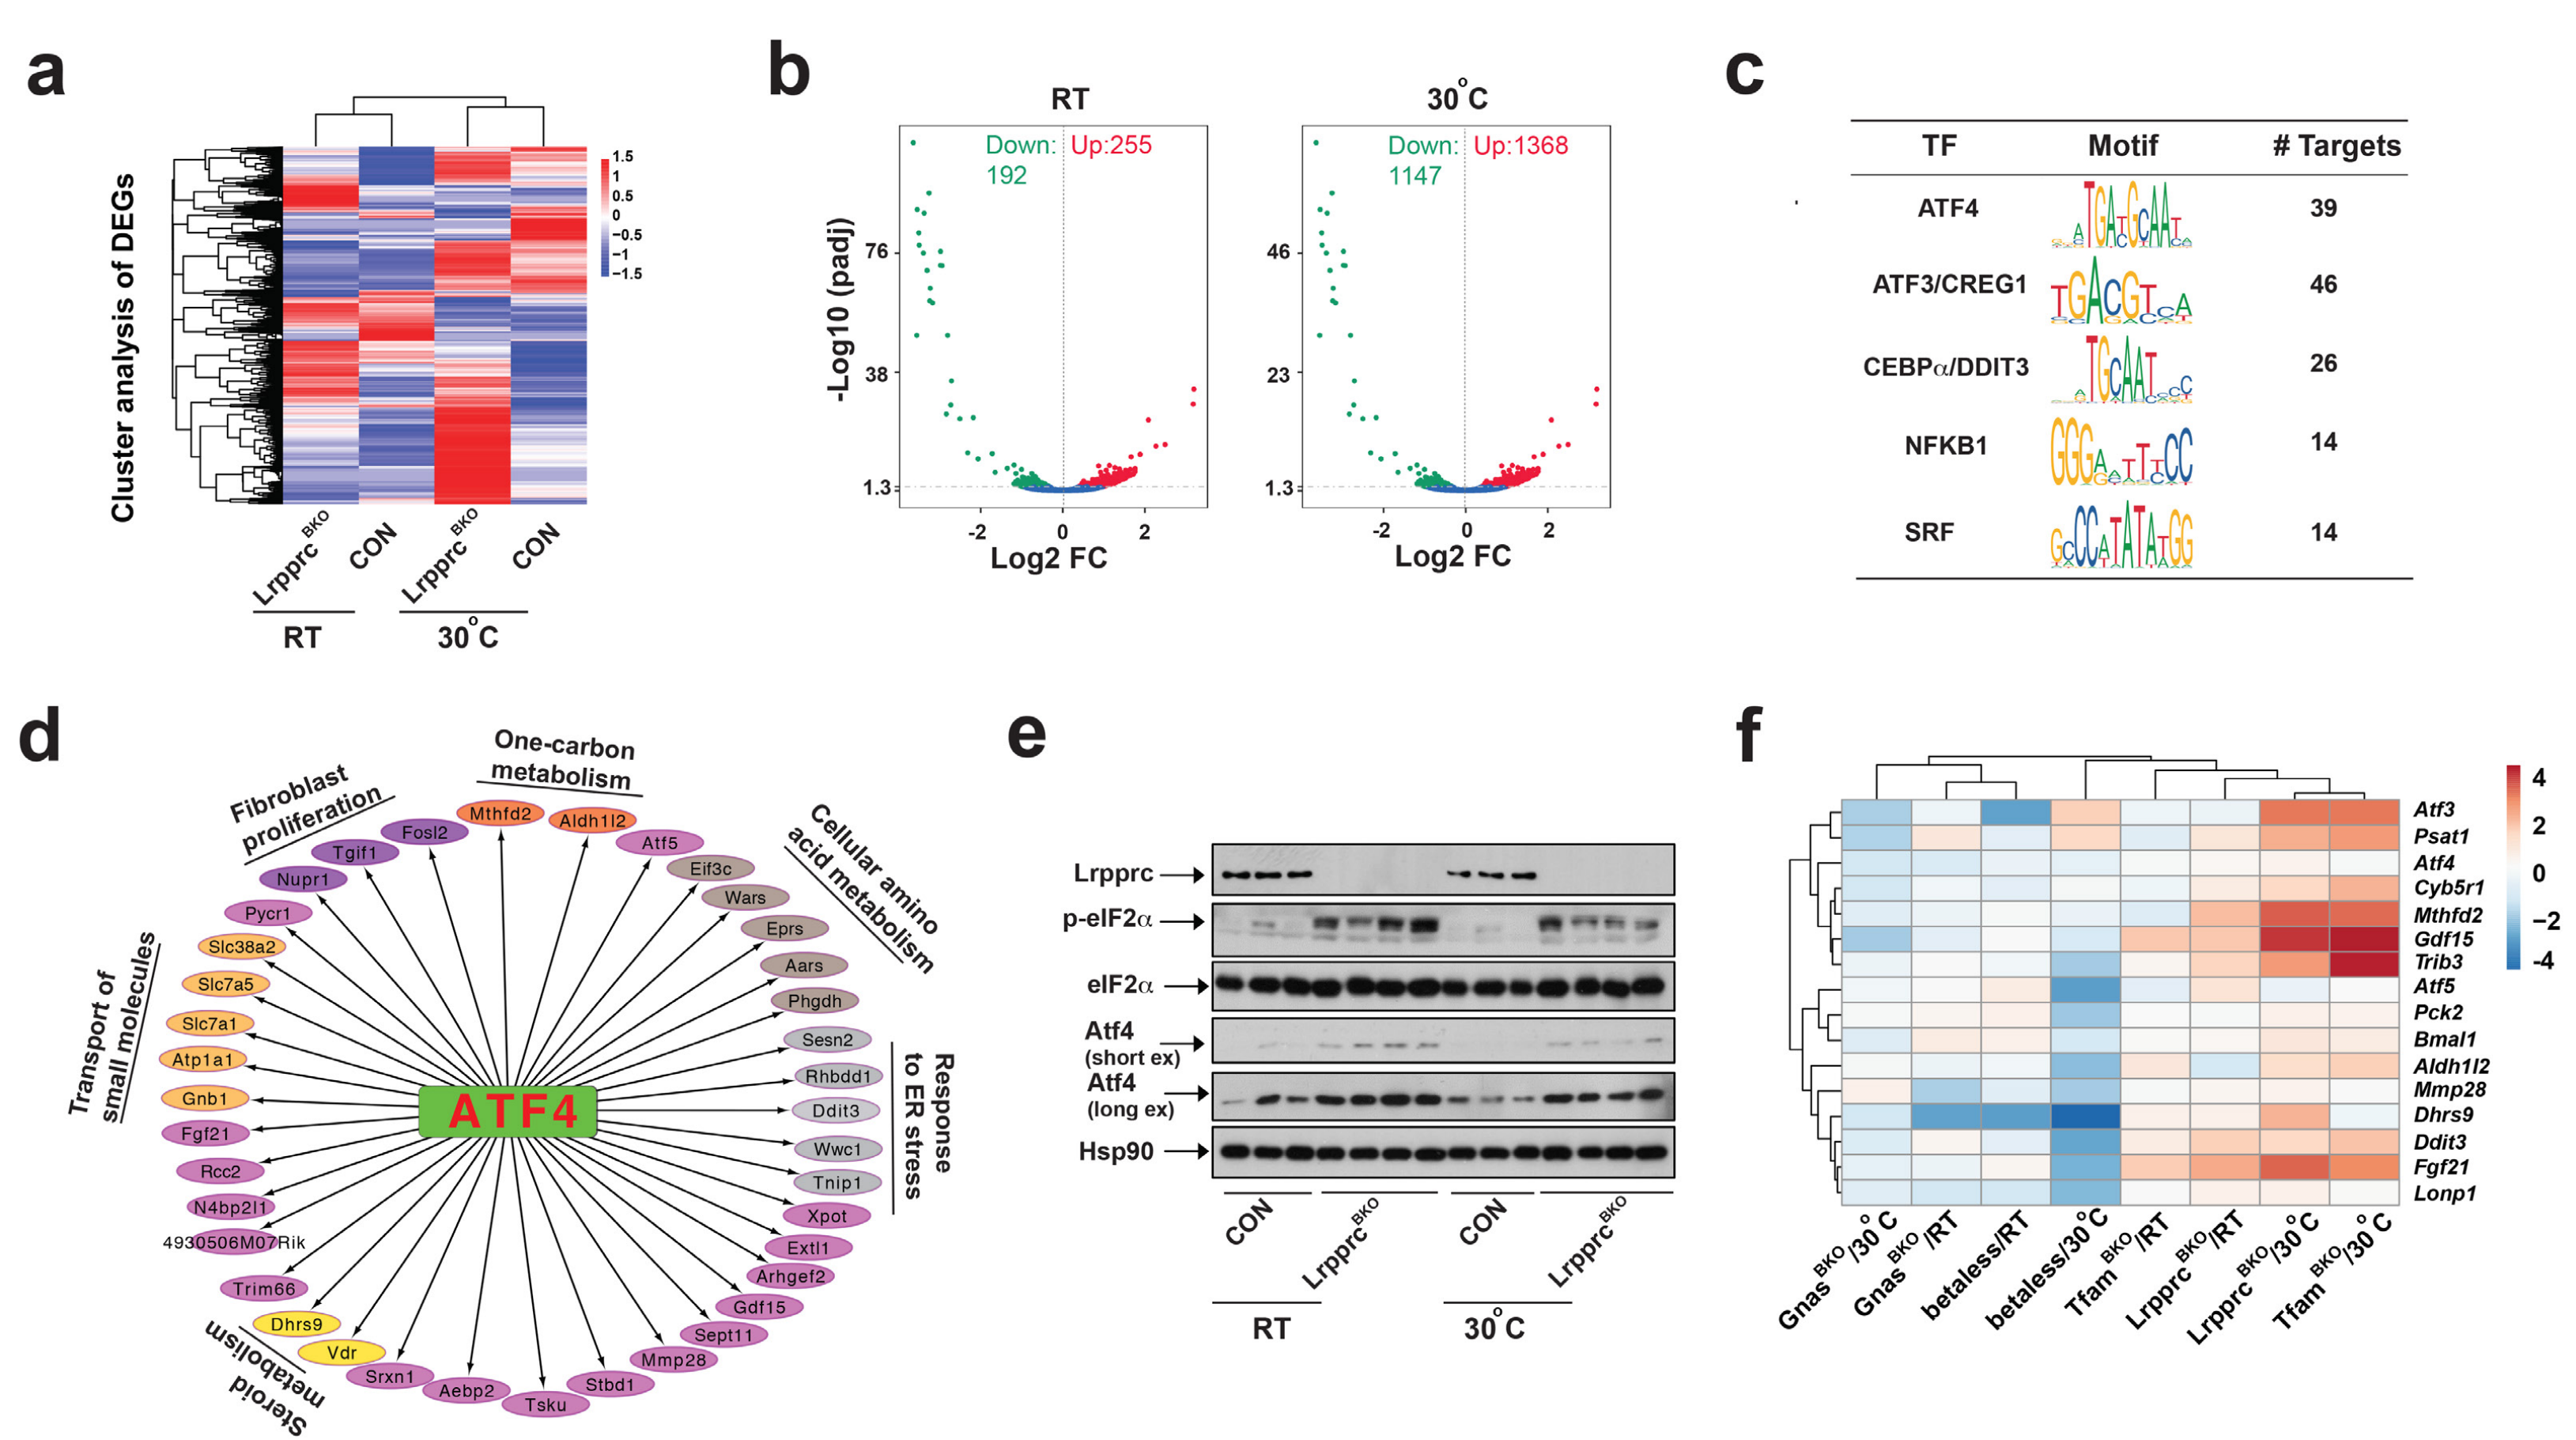 a
Cluster analysis of DEGs
1.5
1
0.5
0
−0.5
−1
−1.5
Lrpprc BKO
CON
Lrpprc BKO
CON
RT
30°C
b
RT
30°C
-Log10 (padj)
Down:
192
Up:255
76
38
1.3
-2
0
2
Log2 FC
Down:
1147
Up:1368
46
23
1.3
-2
0
2
Log2 FC
c
TF Motif # Targets
ATF4 39
ATF3/CREG1 46
CEBPα/DDIT3 26
NFKB1 14
SRF 14
d
One-carbon
metabolism
Fibroblast
proliferation
Cellular amino
acid metabolism
Transport of
small molecules
Response
to ER stress
Steroid
metabolism
ATF4
Mthfd2
Aldh1l2
Atf5
Eif3c
Wars
Eprs
Aars
Phgdh
Sesn2
Rhbdd1
Ddit3
Wwc1
Tnip1
Xpot
Extl1
Arhgef2
Gdf15
Sept11
Mmp28
Stbd1
Tsku
Aebp2
Srxn1
Vdr
Dhrs9
Trim66
4930506M07Rik
N4bp2l1
Rcc2
Fgf21
Gnb1
Atp1a1
Slc7a1
Slc7a5
Slc38a2
Pycr1
Nupr1
Tgif1
Fosl2
e
Lrpprc
p-eIF2α
eIF2α
Atf4
(short ex)
Atf4
(long ex)
Hsp90
CON
Lrpprc BKO
CON
Lrpprc BKO
RT
30°C
f
4
2
0
−2
-4
Atf3
Psat1
Atf4
Cyb5r1
Mthfd2
Gdf15
Trib3
Atf5
Pck2
Bmal1
Aldh1l2
Mmp28
Dhrs9
Ddit3
Fgf21
Lonp1
Gnas BKO/30°C
Gnas BKO/RT
betaless/RT
betaless/30°C
Tfam BKO/RT
Lrpprc BKO/RT
Lrpprc BKO/30°C
Tfam BKO/30°C